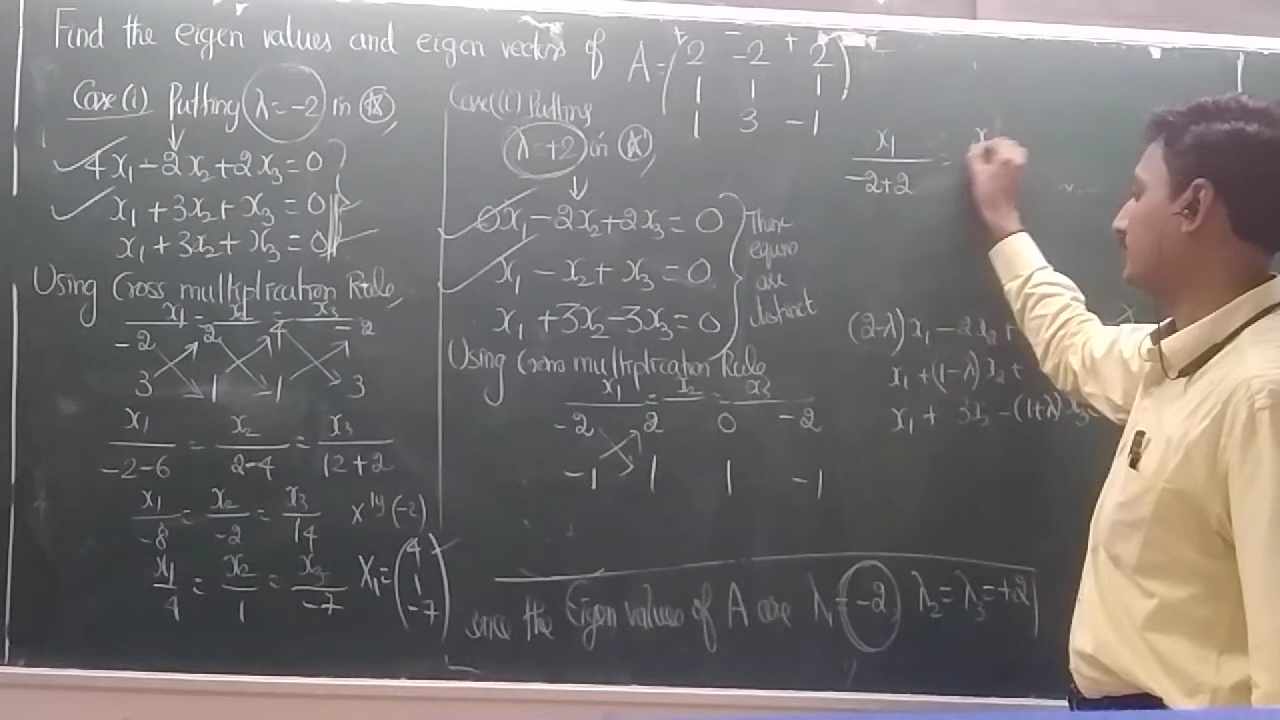 Find the eigen values and eigen vectors of A = ( 2 -2 2
1 1 1
1 3 -1 )
+ - +
Case (i) Putting λ = -2 in
4x₁ - 2x₂ + 2x₃ = 0
x₁ + 3x₂ + x₃ = 0
x₁ + 3x₂ + x₃ = 0
Using Cross multiplication Rule,
x₁ = x₂ = x₃
-2 2 4 -2
3 1 1 3
x₁/-2-6 = x₂/2-4 = x₃/12+2
x₁/-8 = x₂/-2 = x₃/14 x^ly (-2)
x₁/4 = x₂/1 = x₃/-7 X₁ = ( 4
1
-7 )
Case (ii) Putting
λ = +2 in
0x₁ - 2x₂ + 2x₃ = 0
x₁ - x₂ + x₃ = 0
x₁ + 3x₂ - 3x₃ = 0
are
distinct
Using Cross multiplication Rule
x₁ = x₂ = x₃
-2 2 0 -2
-1 1 1 -1
x₁/-2+2 = x
(2-λ)x₁ - 2x₂ +
x₁ + (1-λ)x₂ +
x₁ + 3x₂ - (1+λ)x₃
since the Eigen values of A are λ₁ = -2, λ₂ = λ₃ = +2